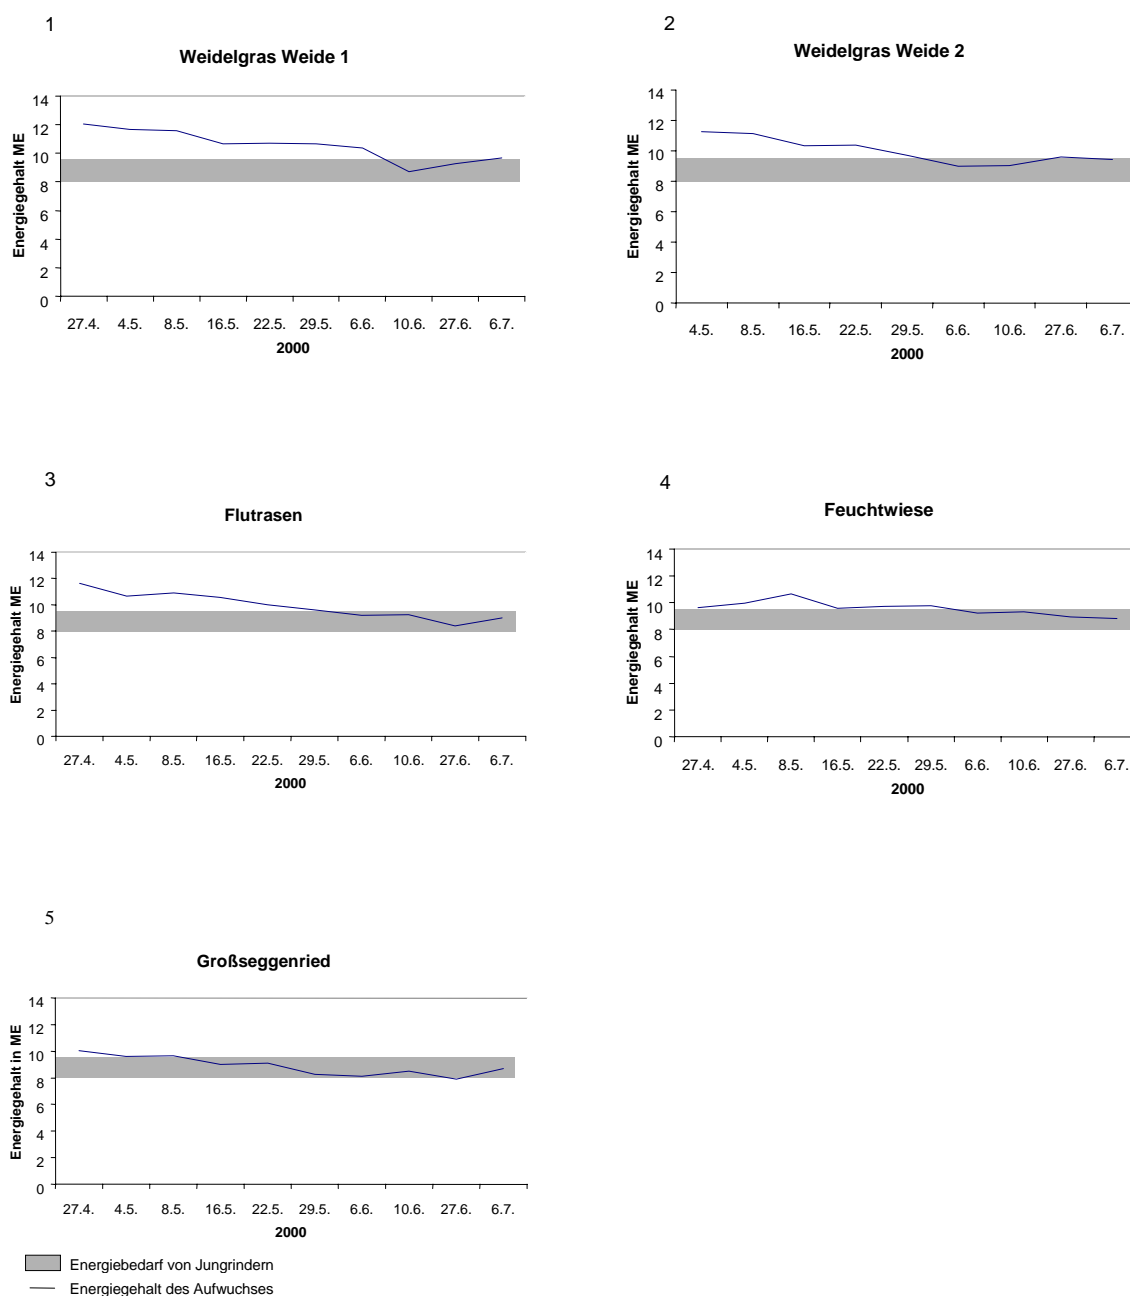 1
Weidelgras Weide 1
Energiegehalt ME
14
12
10
8
6
4
2
0
27.4. 4.5. 8.5. 16.5. 22.5. 29.5. 6.6. 10.6. 27.6. 6.7.
2000
2
Weidelgras Weide 2
Energiegehalt ME
14
12
10
8
6
4
2
0
4.5. 8.5. 16.5. 22.5. 29.5. 6.6. 10.6. 27.6. 6.7.
2000
3
Flutrasen
Energiegehalt ME
14
12
10
8
6
4
2
0
27.4. 4.5. 8.5. 16.5. 22.5. 29.5. 6.6. 10.6. 27.6. 6.7.
2000
4
Feuchtwiese
Energiegehalt ME
14
12
10
8
6
4
2
0
27.4. 4.5. 8.5. 16.5. 22.5. 29.5. 6.6. 10.6. 27.6. 6.7.
2000
5
Großseggenried
Energiegehalt in ME
14
12
10
8
6
4
2
0
27.4. 4.5. 8.5. 16.5. 22.5. 29.5. 6.6. 10.6. 27.6. 6.7.
2000
Energiebedarf von Jungrindern
Energiegehalt des Aufwuchses